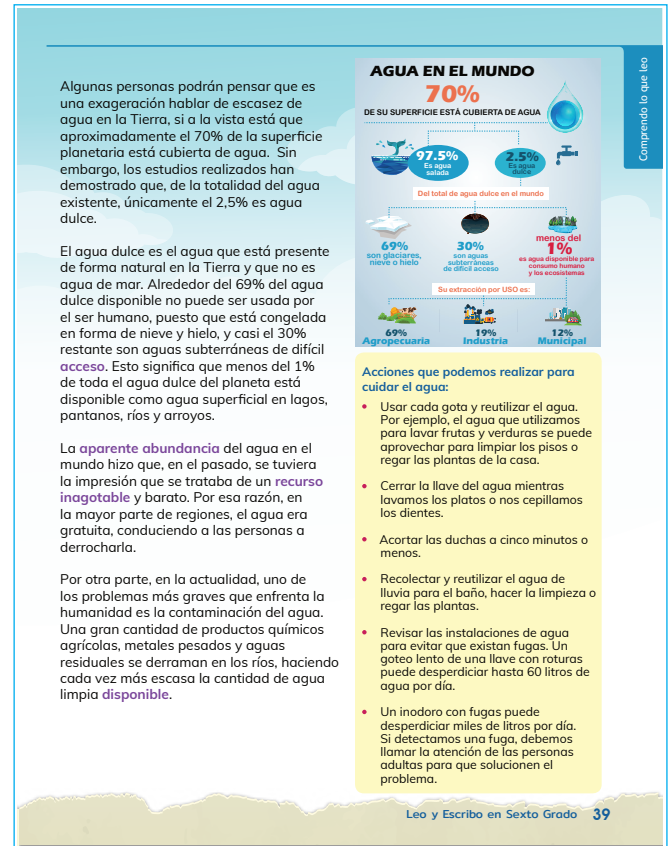 Comprendo lo que leo
Algunas personas podrán pensar que es
una exageración hablar de escasez de
agua en la Tierra, si a la vista está que
aproximadamente el 70% de la superficie
planetaria está cubierta de agua. Sin
embargo, los estudios realizados han
demostrado que, de la totalidad del agua
existente, únicamente el 2,5% es agua
dulce.
El agua dulce es el agua que está presente
de forma natural en la Tierra y que no es
agua de mar. Alrededor del 69% del agua
dulce disponible no puede ser usada por
el ser humano, puesto que está congelada
en forma de nieve y hielo, y casi el 30%
restante son aguas subterráneas de difícil
acceso. Esto significa que menos del 1%
de toda el agua dulce del planeta está
disponible como agua superficial en lagos,
pantanos, ríos y arroyos.
La aparente abundancia del agua en el
mundo hizo que, en el pasado, se tuviera
la impresión que se trataba de un recurso
inagotable y barato. Por esa razón, en
la mayor parte de regiones, el agua era
gratuita, conduciendo a las personas a
derrocharla.
Por otra parte, en la actualidad, uno de
los problemas más graves que enfrenta la
humanidad es la contaminación del agua.
Una gran cantidad de productos químicos
agrícolas, metales pesados y aguas
residuales se derraman en los ríos, haciendo
cada vez más escasa la cantidad de agua
limpia disponible.
AGUA EN EL MUNDO
70%
DE SU SUPERFICIE ESTÁ CUBIERTA DE AGUA
97.5%
Es agua
salada
2.5%
Es agua
dulce
Del total de agua dulce en el mundo
69%
son glaciares,
nieve o hielo
30%
son aguas
subterráneas
de difícil acceso
menos del
1%
es agua disponible para
consumo humano
y los ecosistemas
Su extracción por USO es:
69%
Agropecuaria
19%
Industria
12%
Municipal
Acciones que podemos realizar para
cuidar el agua:
• Usar cada gota y reutilizar el agua.
Por ejemplo, el agua que utilizamos
para lavar frutas y verduras se puede
aprovechar para limpiar los pisos o
regar las plantas de la casa.
• Cerrar la llave del agua mientras
lavamos los platos o nos cepillamos
los dientes.
• Acortar las duchas a cinco minutos o
menos.
• Recolectar y reutilizar el agua de
lluvia para el baño, hacer la limpieza o
regar las plantas.
• Revisar las instalaciones de agua
para evitar que existan fugas. Un
goteo lento de una llave con roturas
puede desperdiciar hasta 60 litros de
agua por día.
• Un inodoro con fugas puede
desperdiciar miles de litros por día.
Si detectamos una fuga, debemos
llamar la atención de las personas
adultas para que solucionen el
problema.
Leo y Escribo en Sexto Grado 39